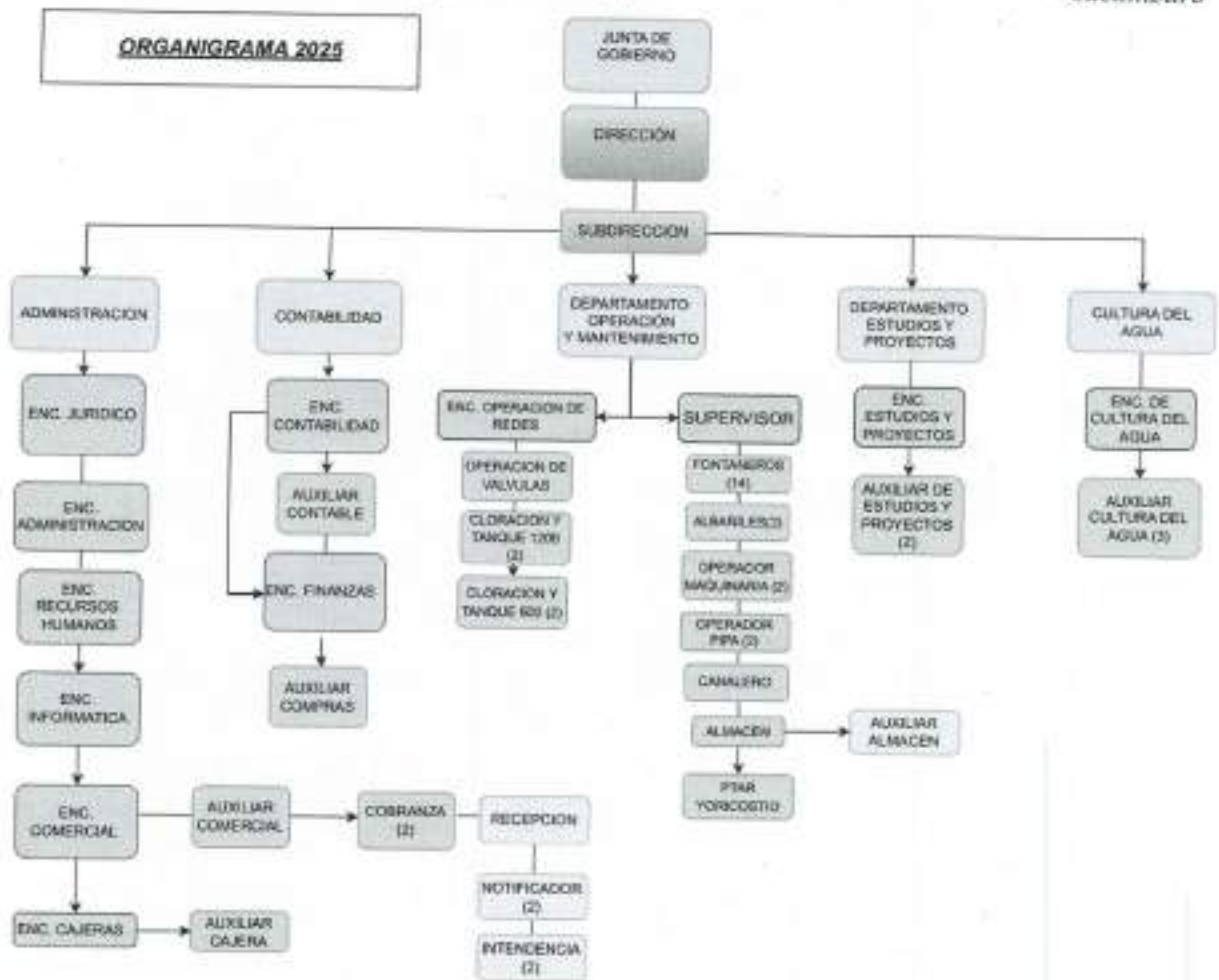 ORGANIGRAMA 2025
JUNTA DE
GOBIERNO
DIRECCIÓN
SUBDIRECCION
ADMINISTRACION
CONTABILIDAD
DEPARTAMENTO
OPERACIÓN
Y MANTENIMIENTO
DEPARTAMENTO
ESTUDIOS Y
PROYECTOS
CULTURA DEL
AGUA
ENC. JURIDICO
ENC.
ADMINISTRACION
ENC.
RECURSOS
HUMANOS
ENC.
INFORMATICA
ENC.
COMERCIAL
ENC. CAJERAS
AUXILIAR
CAJERA
AUXILIAR
COMERCIAL
COBRANZA
(2)
RECEPCION
NOTIFICADOR
(2)
INTENDENCIA
(2)
ENC.
CONTABILIDAD
AUXILIAR
CONTABLE
ENC. FINANZAS
AUXILIAR
COMPRAS
ENC. OPERACION DE
REDES
OPERACION DE
VALVULAS
CLORACION Y
TANQUE 1200
(2)
CLORACION Y
TANQUE 600 (2)
SUPERVISOR
FONTANEROS
(14)
OPERADOR
MAQUINARIA (2)
OPERADOR
PIPA (2)
CANALERO
ALMACEN
AUXILIAR
ALMACEN
PTAR
YORICOSTIO
ENC.
ESTUDIOS Y
PROYECTOS
AUXILIAR DE
ESTUDIOS Y
PROYECTOS
(2)
ENC. DE
CULTURA DEL
AGUA
AUXILIAR
CULTURA DEL
AGUA (3)